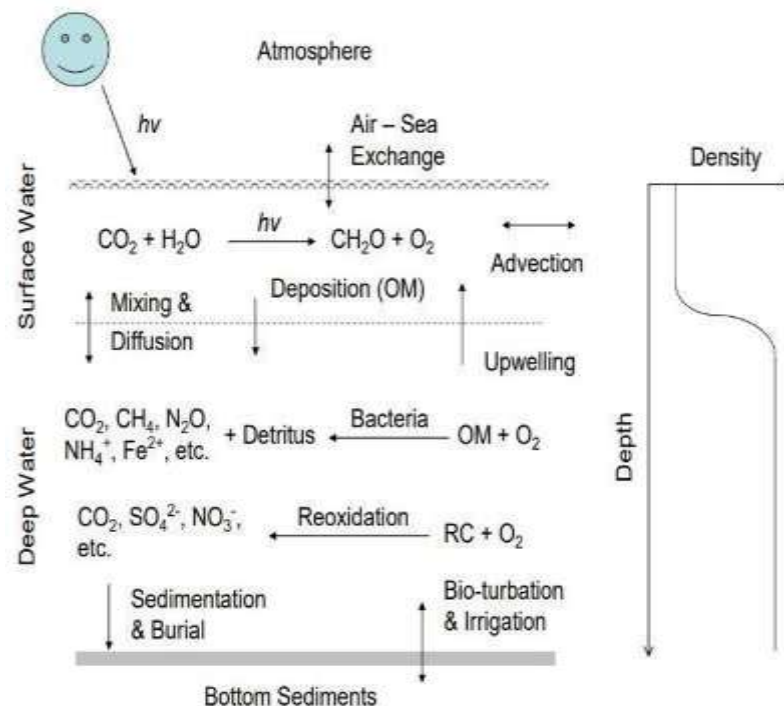 Atmosphere
hv
Air – Sea
Exchange
Density
Surface Water
CO₂ + H₂O
hv
CH₂O + O₂
Advection
Mixing &
Diffusion
Deposition (OM)
Upwelling
Deep Water
CO₂, CH₄, N₂O,
NH₄⁺, Fe²⁺, etc.
+ Detritus
Bacteria
OM + O₂
Depth
CO₂, SO₄²⁻, NO₃⁻,
etc.
Reoxidation
RC + O₂
Sedimentation
& Burial
Bio-turbation
& Irrigation
Bottom Sediments